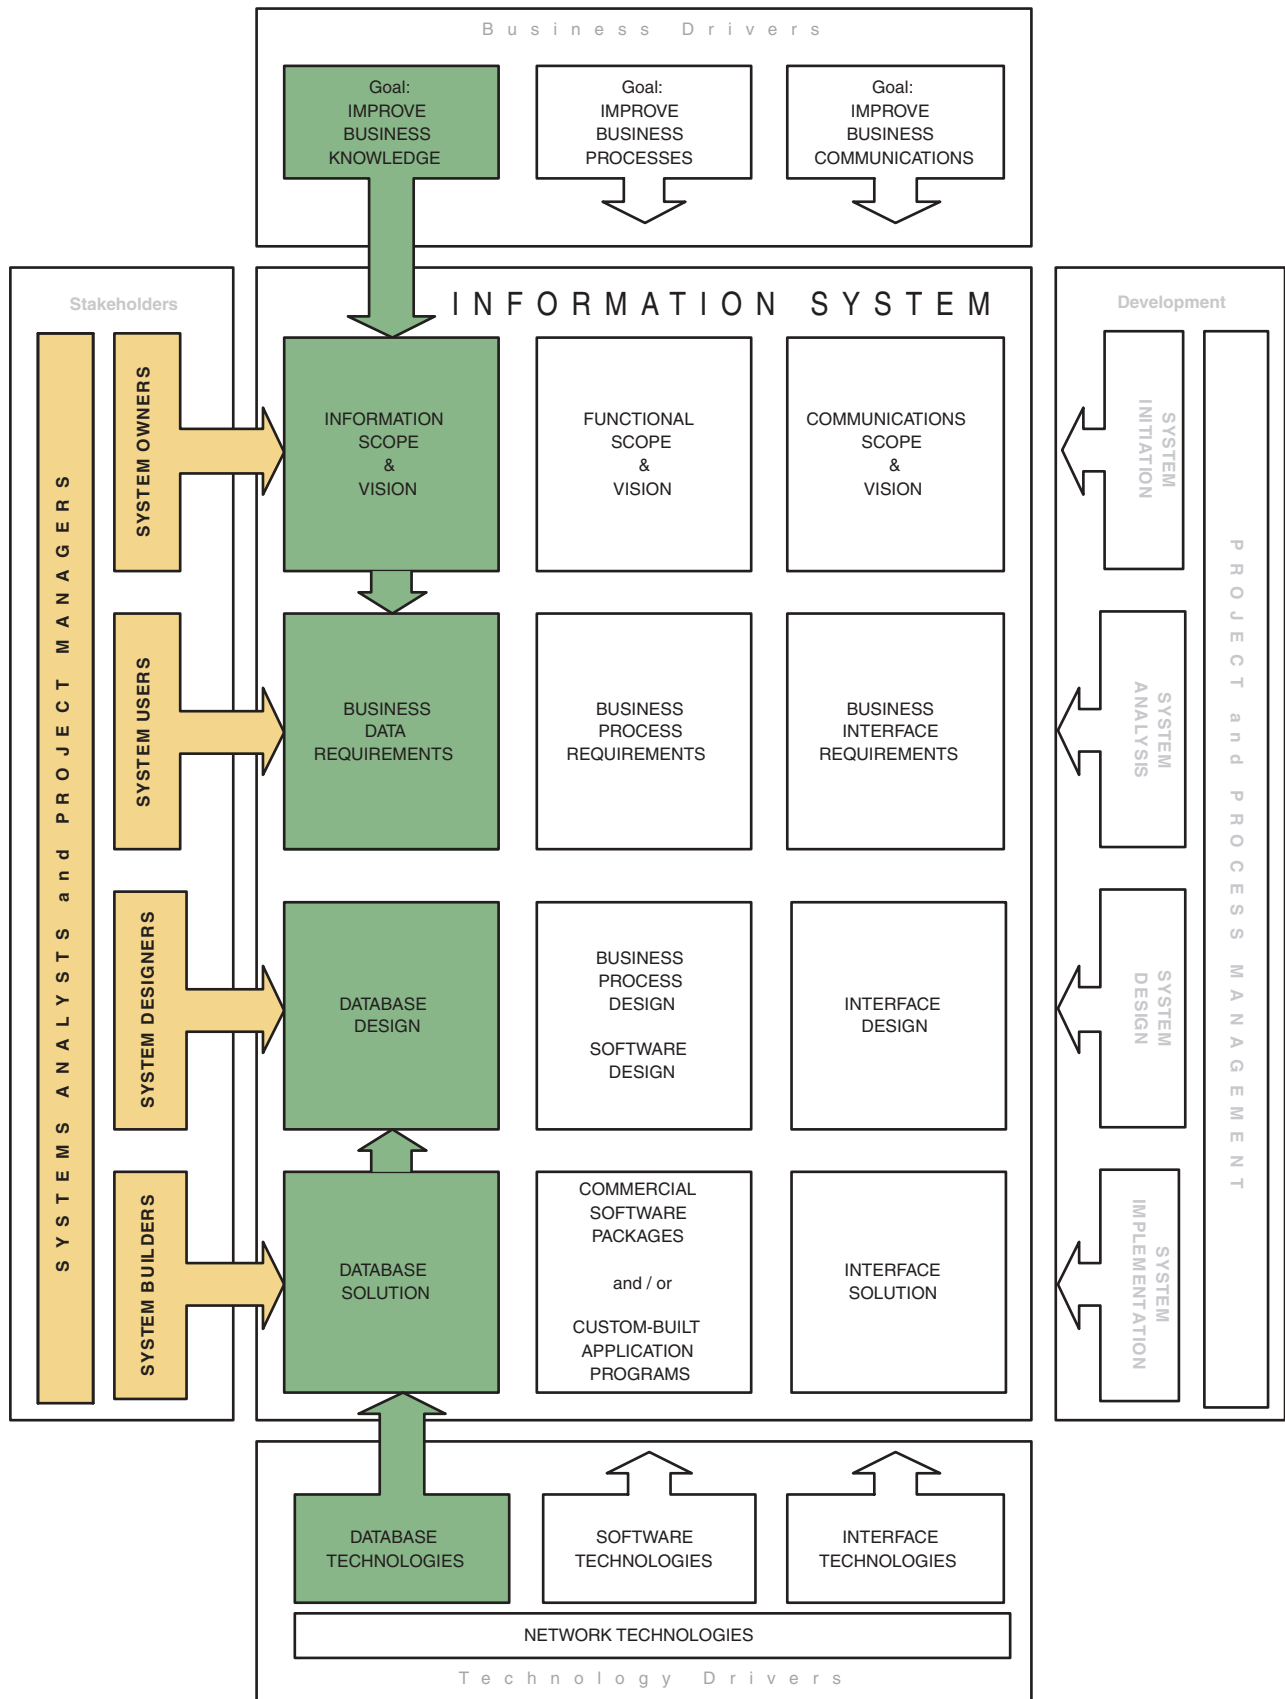 Business Drivers
Goal:
IMPROVE
BUSINESS
KNOWLEDGE
Goal:
IMPROVE
BUSINESS
PROCESSES
Goal:
IMPROVE
BUSINESS
COMMUNICATIONS
Stakeholders
SYSTEMS ANALYSTS and PROJECT MANAGERS
SYSTEM OWNERS
SYSTEM USERS
SYSTEM DESIGNERS
SYSTEM BUILDERS
INFORMATION SYSTEM
INFORMATION
SCOPE
&
VISION
FUNCTIONAL
SCOPE
&
VISION
COMMUNICATIONS
SCOPE
&
VISION
BUSINESS
DATA
REQUIREMENTS
BUSINESS
PROCESS
REQUIREMENTS
BUSINESS
INTERFACE
REQUIREMENTS
DATABASE
DESIGN
BUSINESS
PROCESS
DESIGN
SOFTWARE
DESIGN
INTERFACE
DESIGN
DATABASE
SOLUTION
COMMERCIAL
SOFTWARE
PACKAGES
and / or
CUSTOM-BUILT
APPLICATION
PROGRAMS
INTERFACE
SOLUTION
Development
SYSTEM
INITIATION
SYSTEM
ANALYSIS
SYSTEM
DESIGN
SYSTEM
IMPLEMENTATION
PROJECT and PROCESS MANAGEMENT
DATABASE
TECHNOLOGIES
SOFTWARE
TECHNOLOGIES
INTERFACE
TECHNOLOGIES
NETWORK TECHNOLOGIES
Technology Drivers